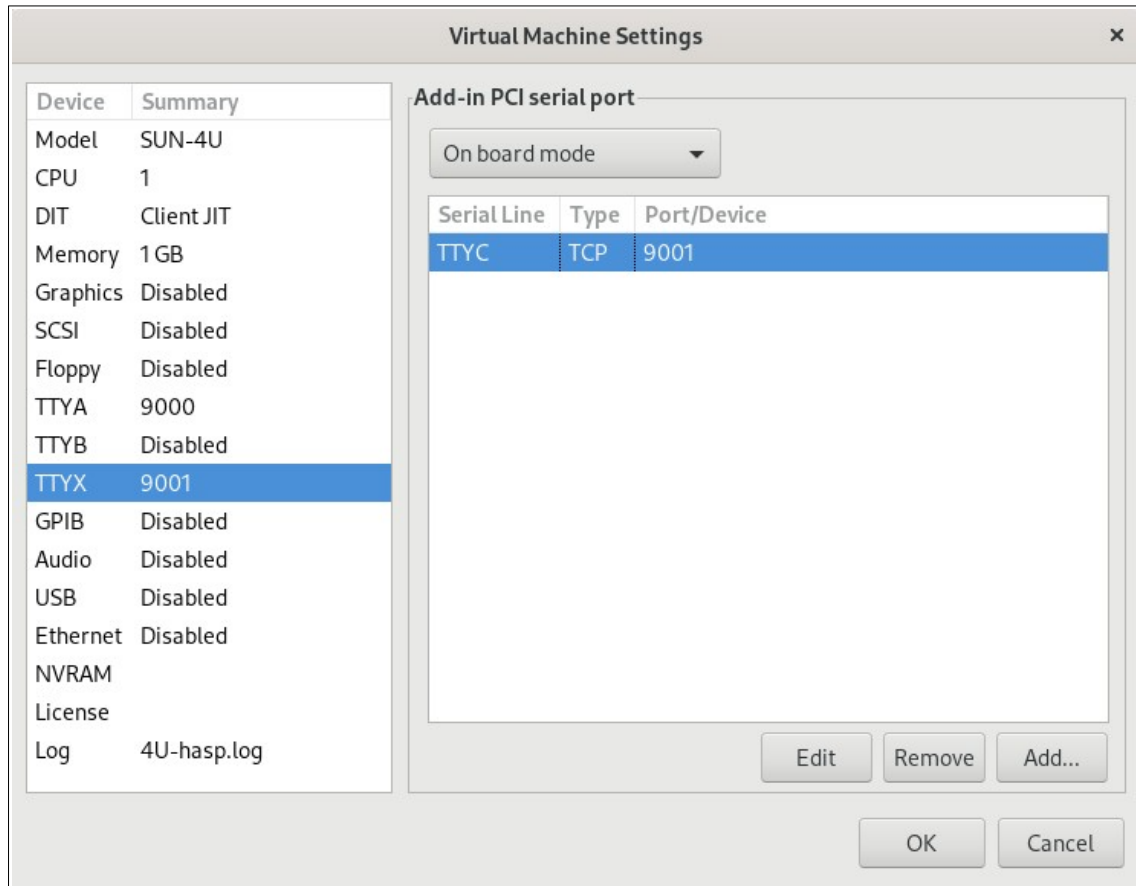 Virtual Machine Settings
Device Summary
Model SUN-4U
CPU 1
DIT Client JIT
Memory 1 GB
Graphics Disabled
SCSI Disabled
Floppy Disabled
TTYA 9000
TTYB Disabled
TTYX 9001
GPIB Disabled
Audio Disabled
USB Disabled
Ethernet Disabled
NVRAM
License
Log 4U-hasp.log
Add-in PCI serial port
On board mode
Serial Line Type Port/Device
TTYC TCP 9001
Edit Remove Add...
OK Cancel